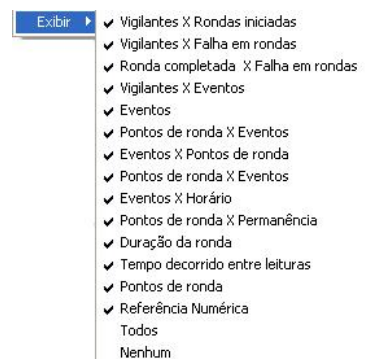 Exibir
Vigilantes X Rondas iniciadas
Vigilantes X Falha em rondas
Ronda completada X Falha em rondas
Vigilantes X Eventos
Eventos
Pontos de ronda X Eventos
Eventos X Pontos de ronda
Pontos de ronda X Eventos
Eventos X Horário
Pontos de ronda X Permanência
Duração da ronda
Tempo decorrido entre leituras
Pontos de ronda
Referência Numérica
Todos
Nenhum